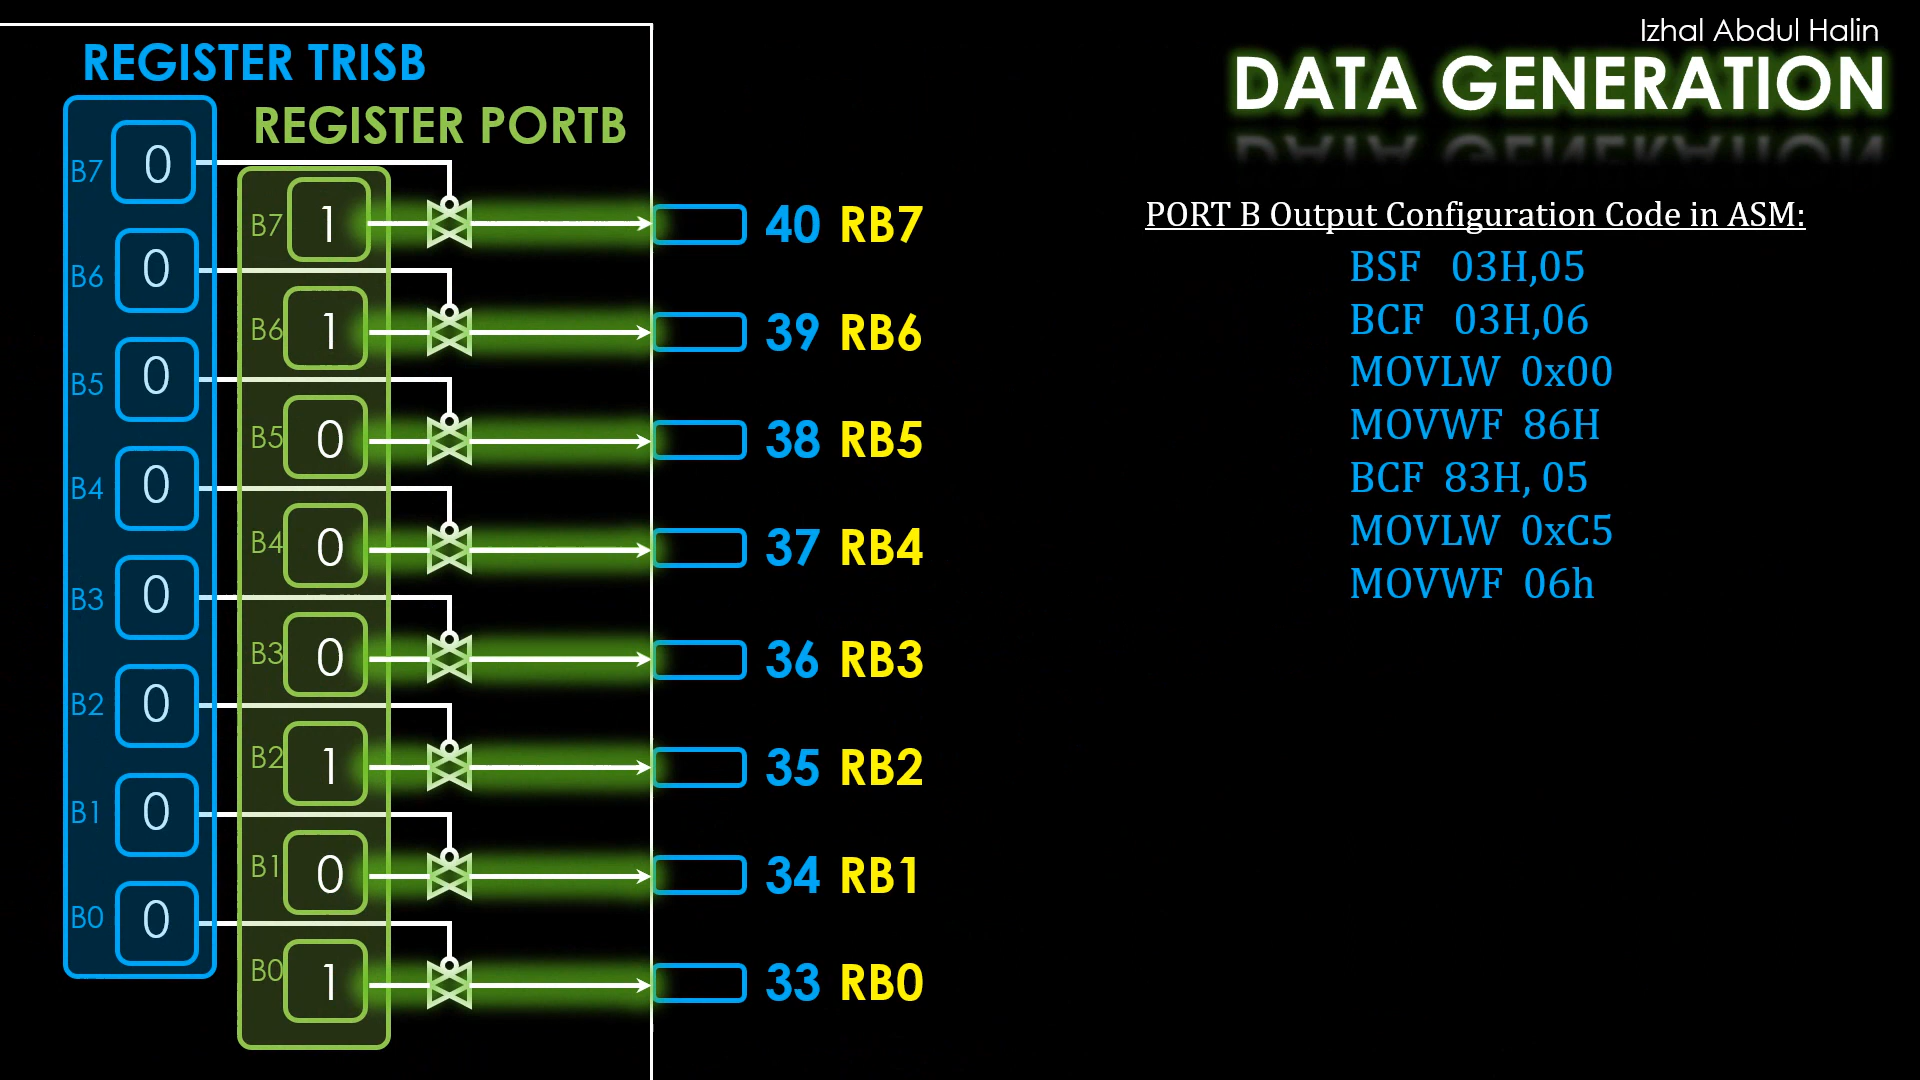 Izhal Abdul Halin
DATA GENERATION
REGISTER TRISB
REGISTER PORTB
B7 0
B6 0
B5 0
B4 0
B3 0
B2 0
B1 0
B0 0
B7 1 40 RB7
B6 1 39 RB6
B5 0 38 RB5
B4 0 37 RB4
B3 0 36 RB3
B2 1 35 RB2
B1 0 34 RB1
B0 1 33 RB0
PORT B Output Configuration Code in ASM:
BSF 03H,05
BCF 03H,06
MOVLW 0x00
MOVWF 86H
BCF 83H, 05
MOVLW 0xC5
MOVWF 06h